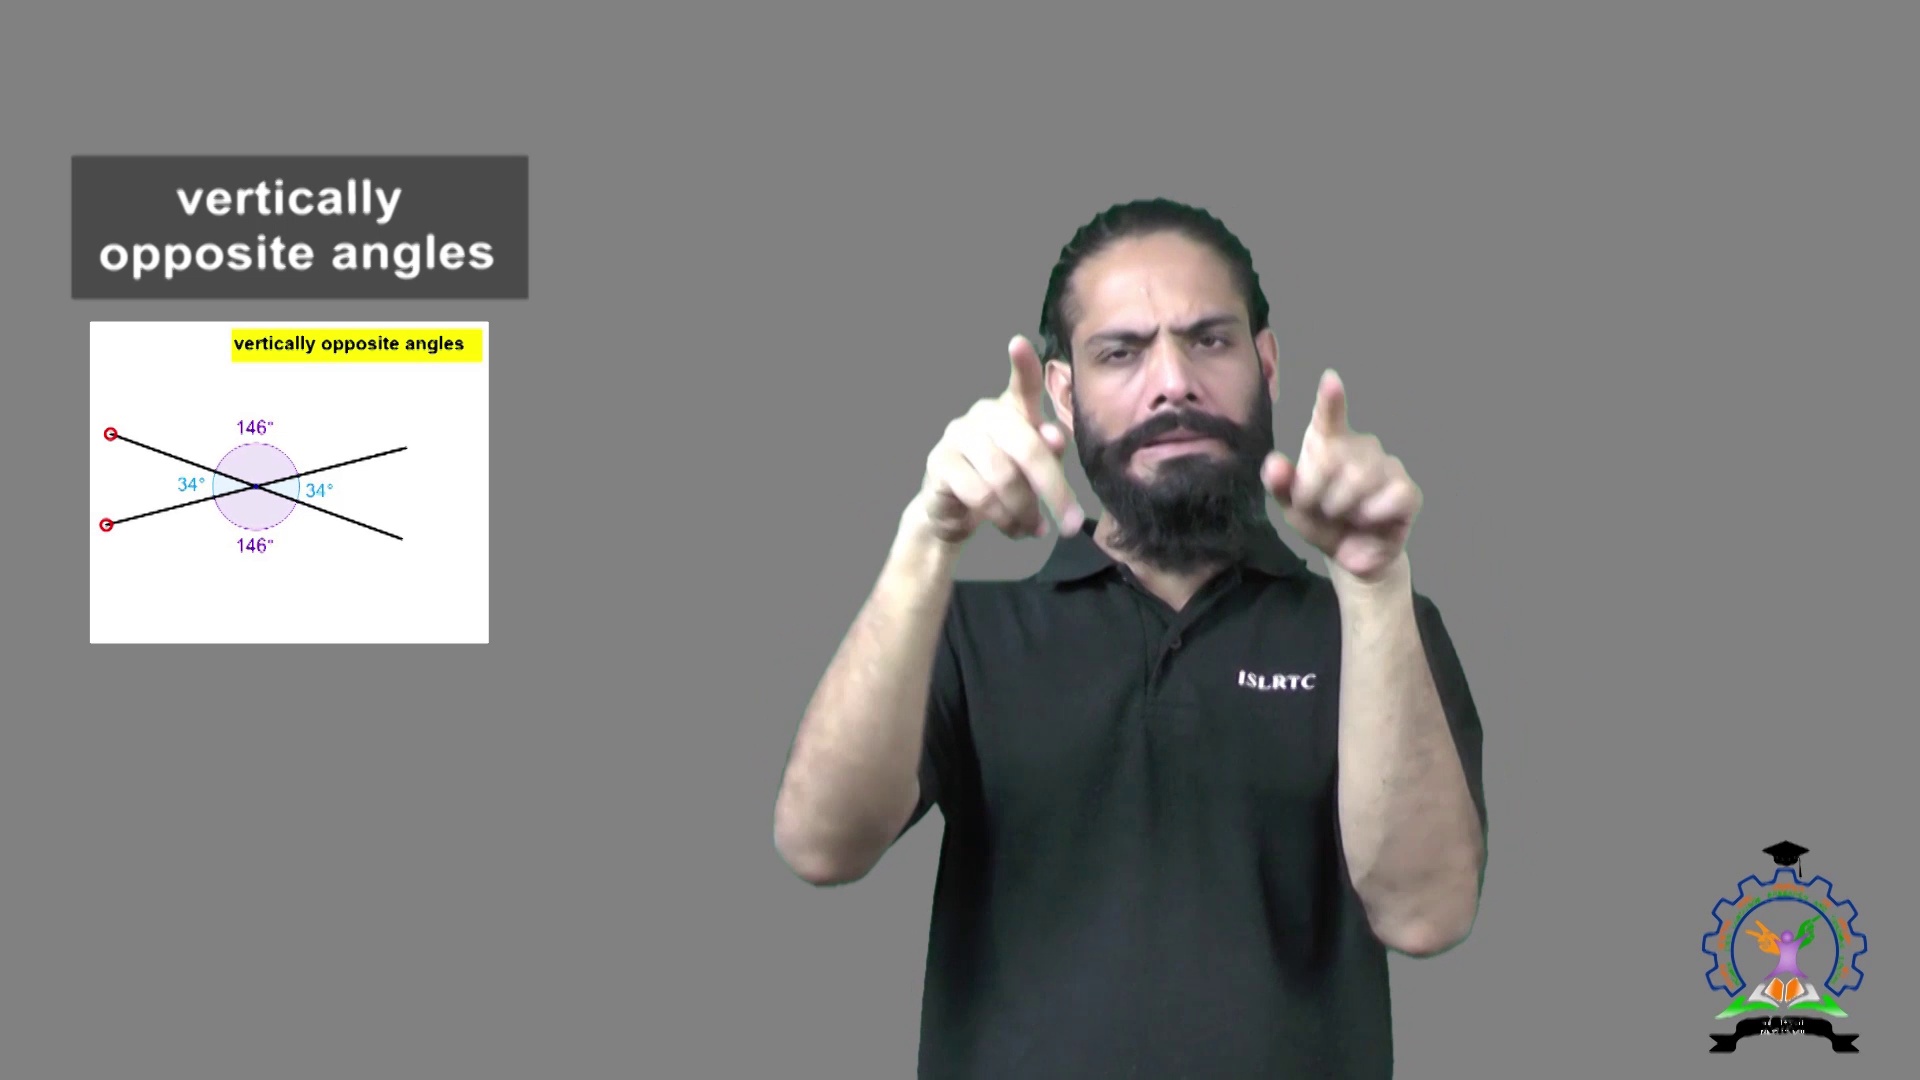 vertically
opposite angles
vertically opposite angles
146°
34°
34°
146°
ISLRTC